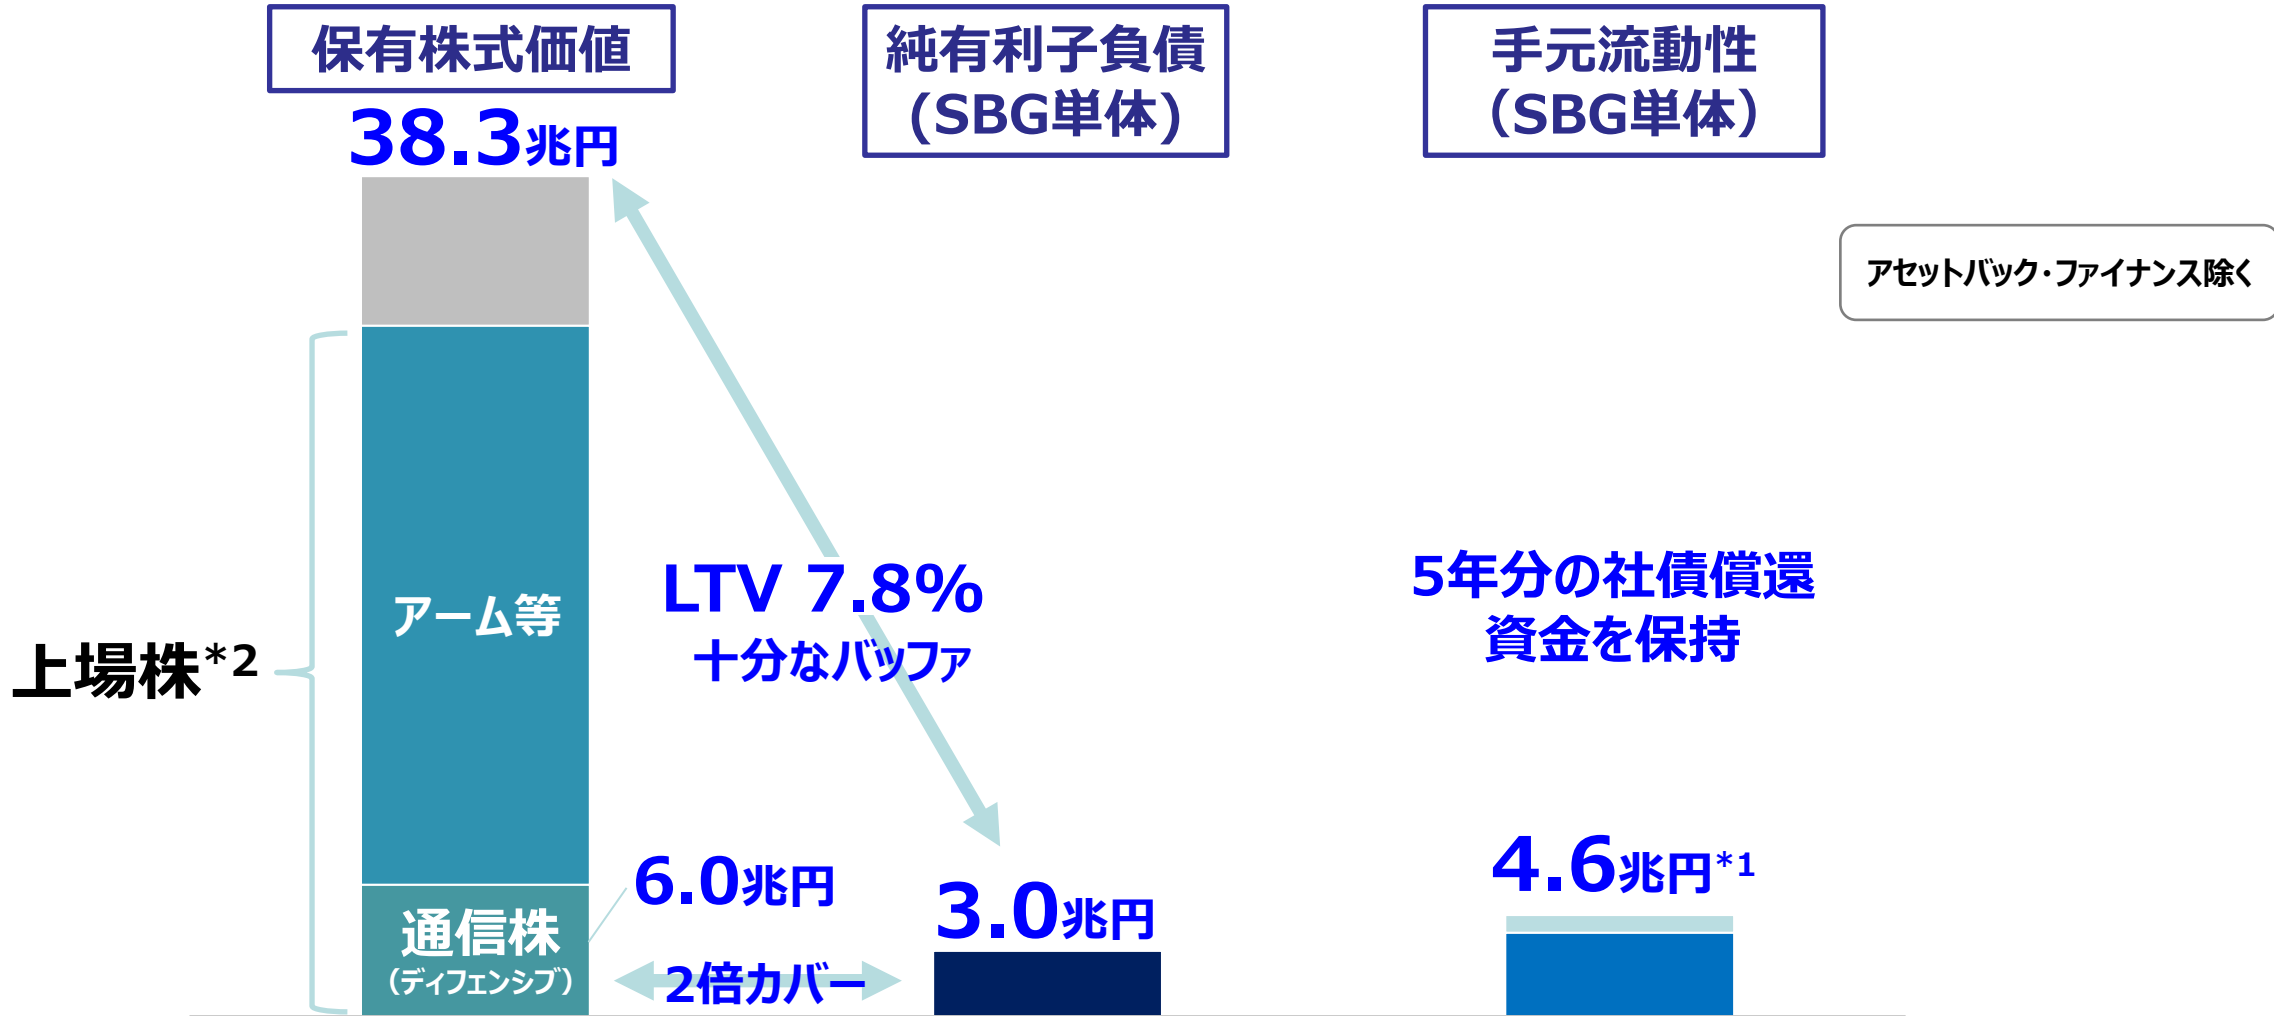 保有株式価値
38.3兆円
純有利子負債
(SBG単体)
手元流動性
（SBG単体）
アセットバック・ファイナンス除く
上場株*2
アーム等
LTV 7.8%
十分なバッファ
5年分の社債償還
資金を保持
通信株
（ディフェンシブ）
6.0兆円
2倍カバー
3.0兆円
4.6兆円*1